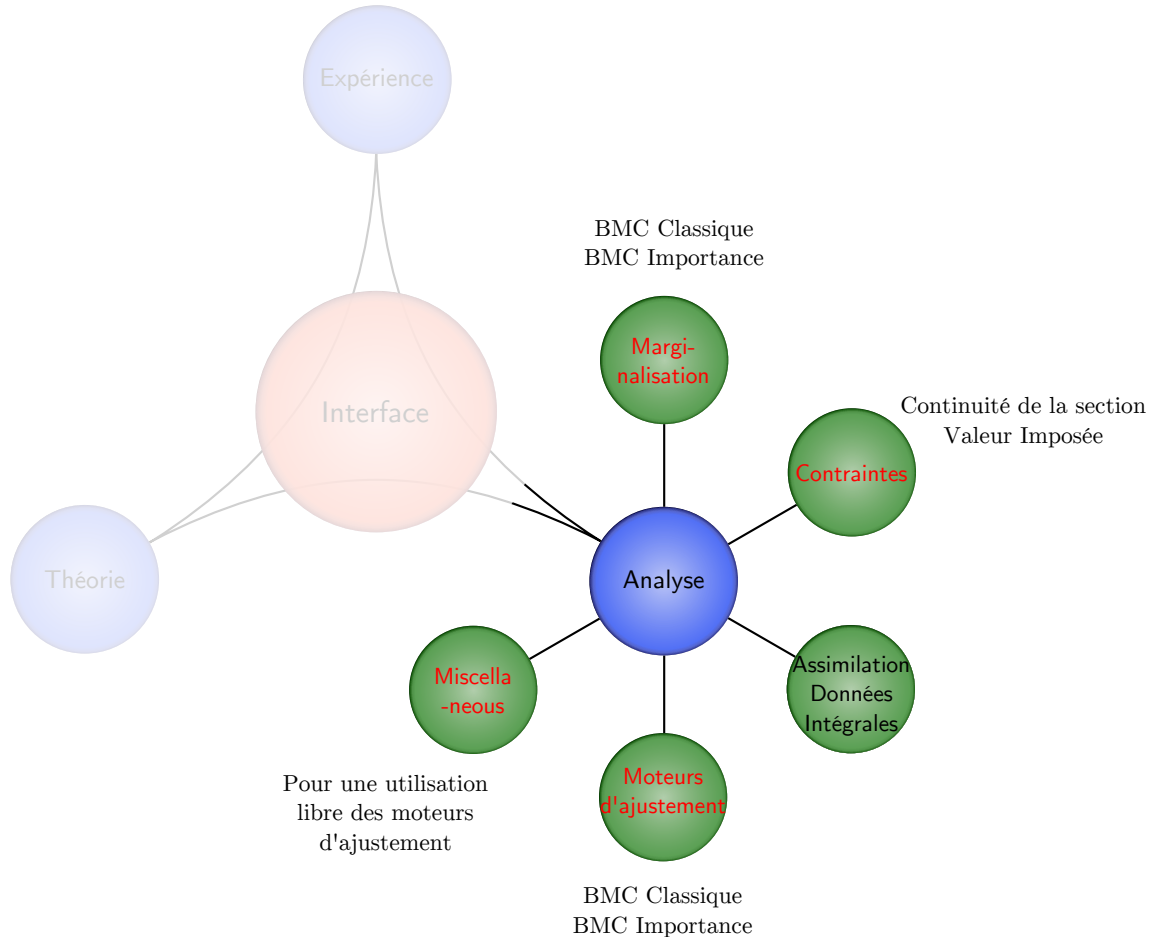 Expérience
BMC Classique
BMC Importance
Margi-
nalisation
Interface
Continuité de la section
Valeur Imposée
Contraintes
Théorie
Analyse
Assimilation
Données
Intégrales
Miscella
-neous
Pour une utilisation
libre des moteurs
d'ajustement
Moteurs
d'ajustement
BMC Classique
BMC Importance